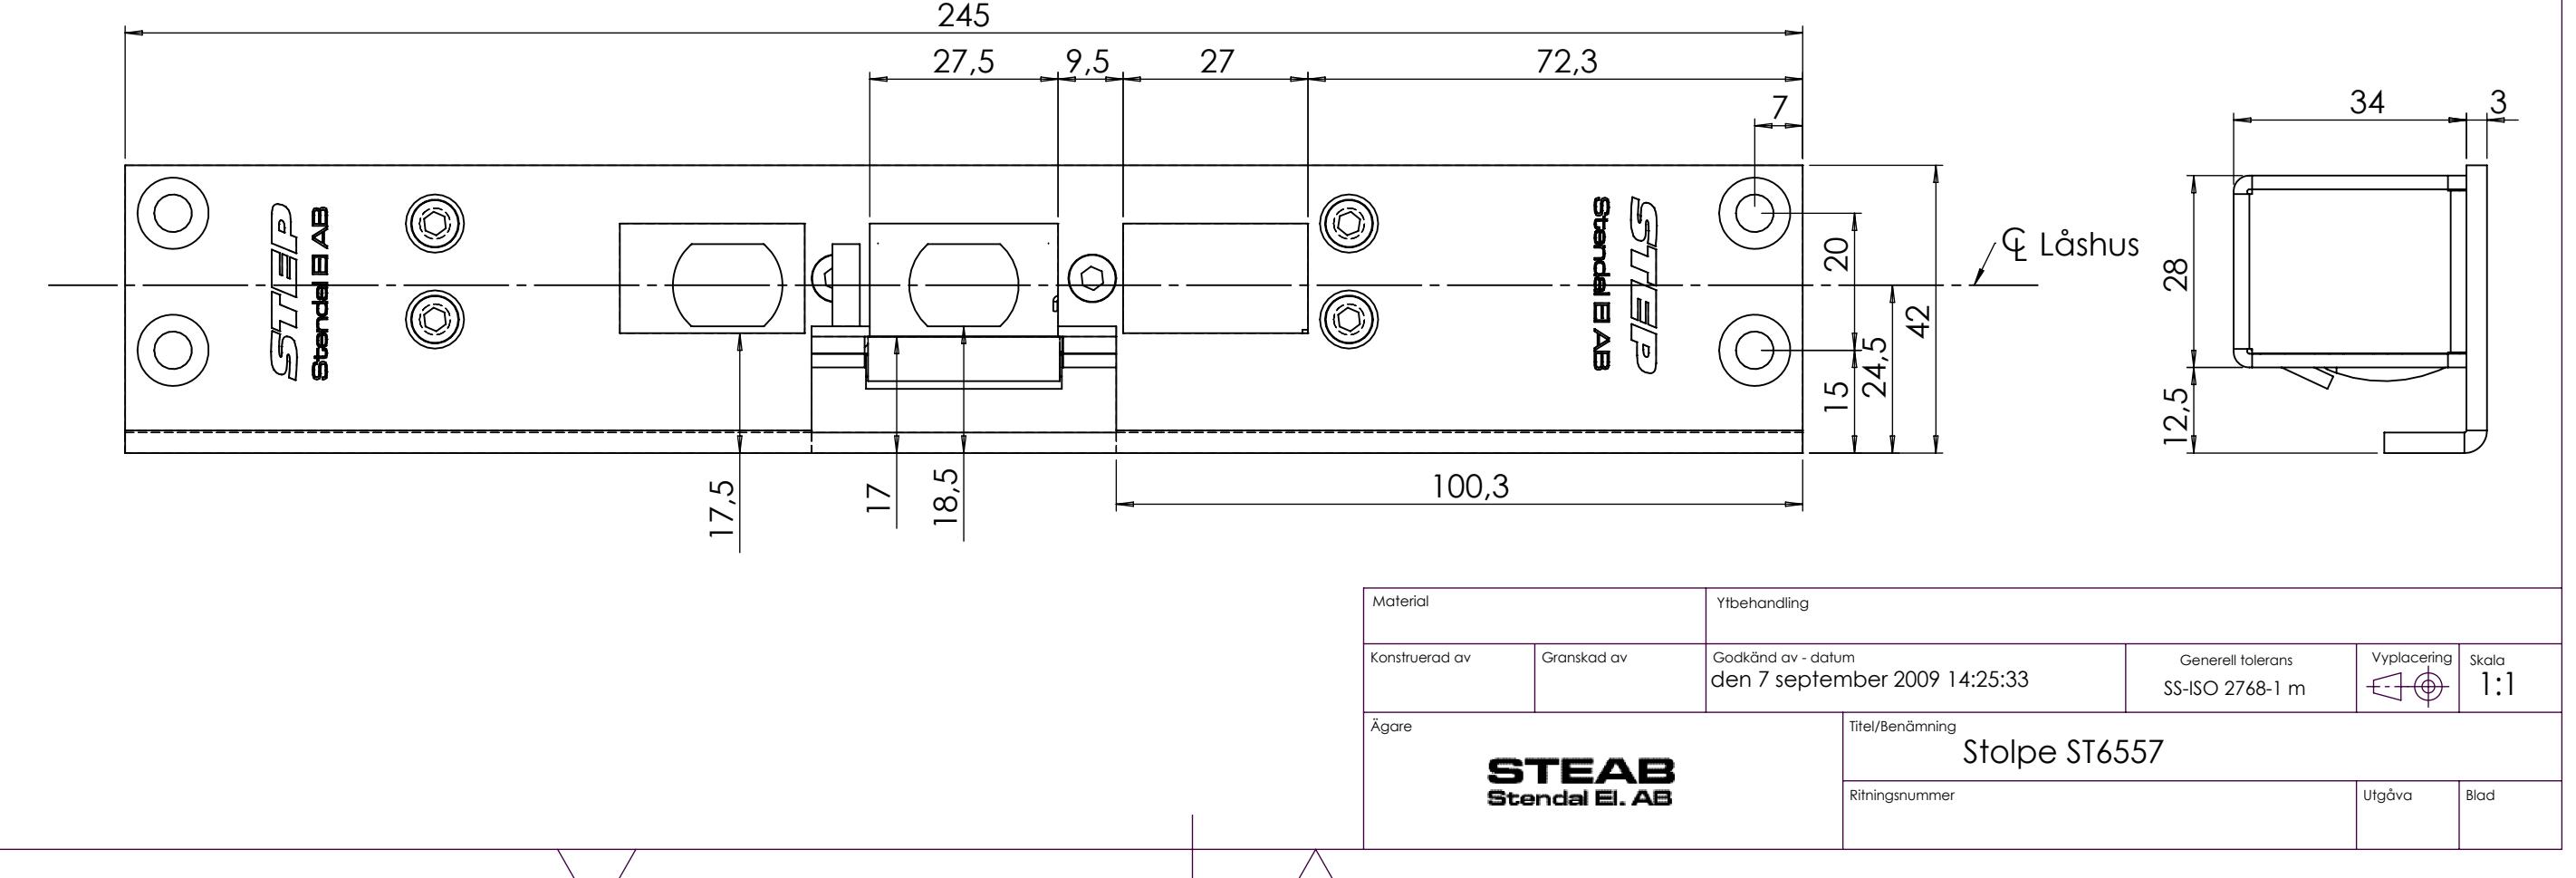 245
27,5
9,5
27
72,3
7
34
3
STEP
Stendal El AB
Stendal El AB
STEP
20
15
24,5
42
℄ Låshus
28
12,5
17,5
17
18,5
100,3
Material
Ytbehandling
Konstruerad av
Granskad av
Godkänd av - datum
den 7 september 2009 14:25:33
Generell tolerans
SS-ISO 2768-1 m
Vyplacering
Skala
1:1
Ägare
STEAB
Stendal El. AB
Titel/Benämning
Stolpe ST6557
Ritningsnummer
Utgåva
Blad